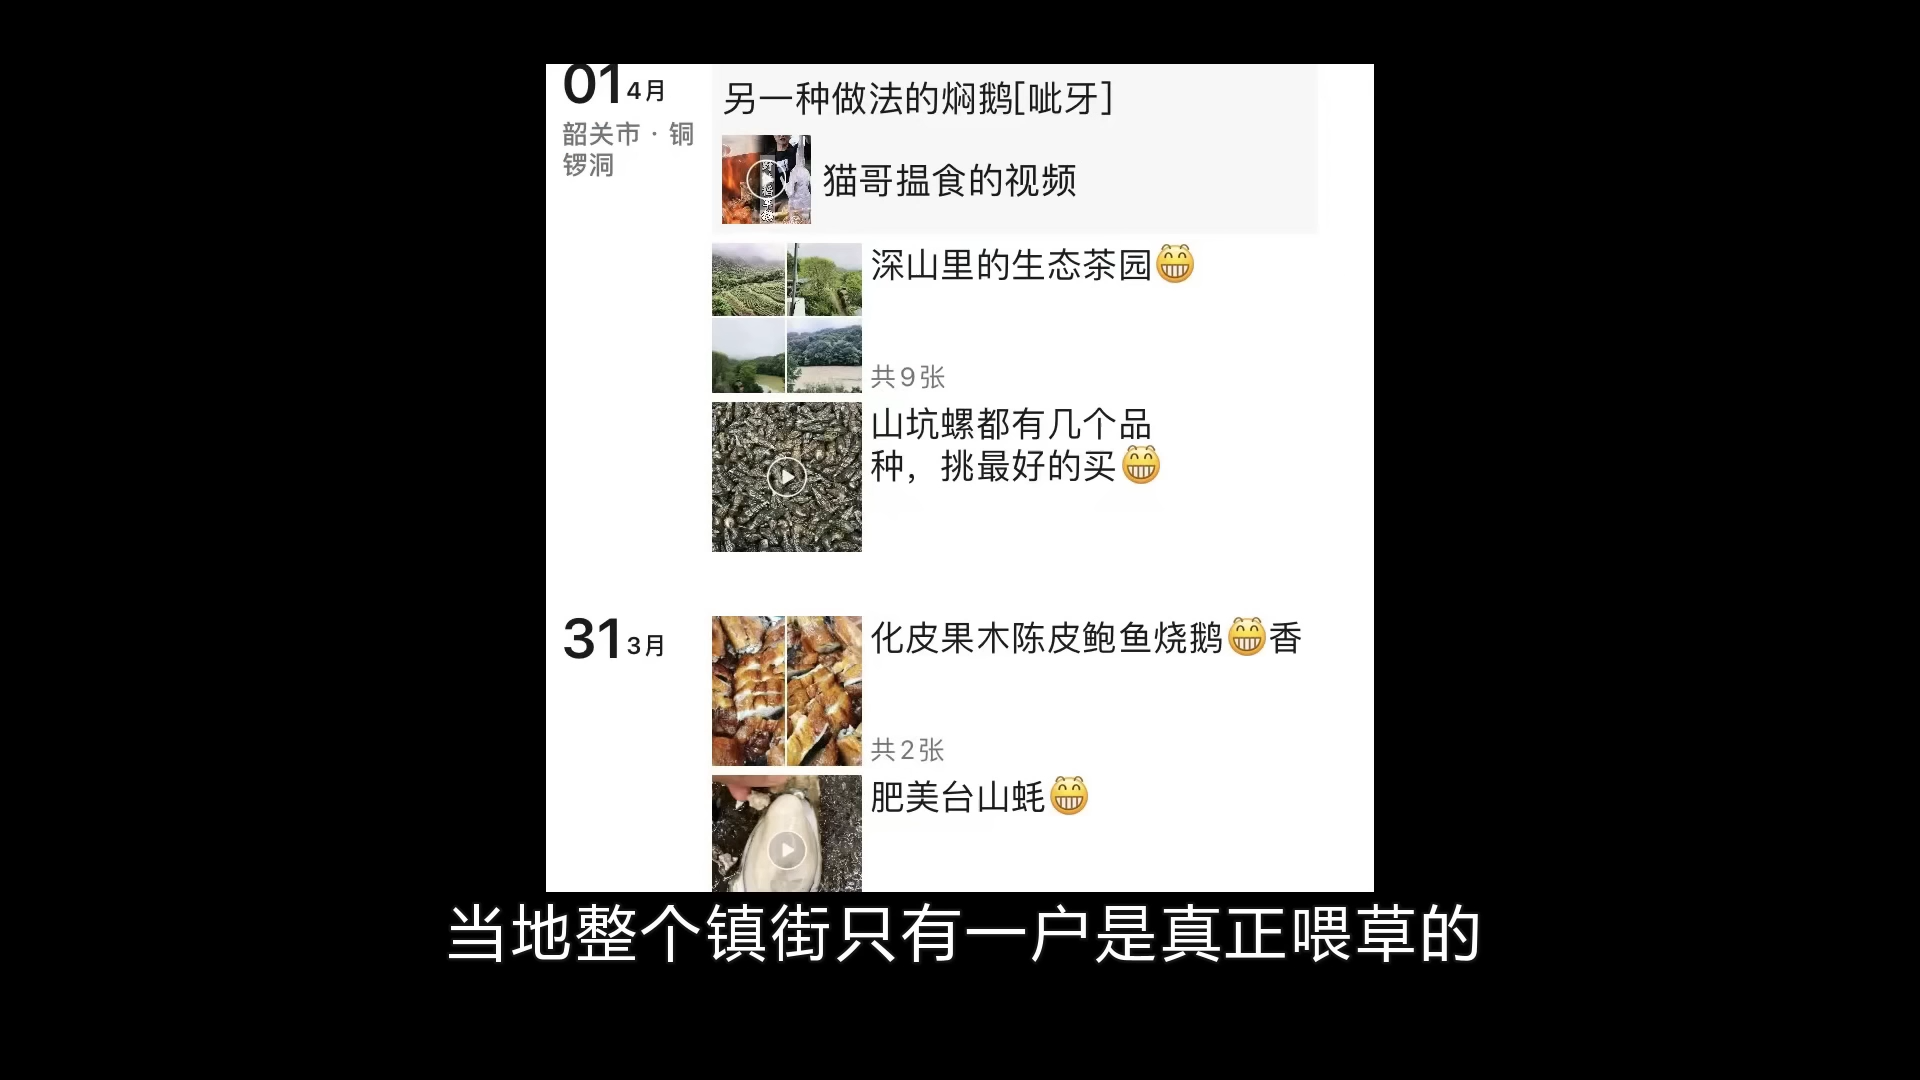 01 4月
韶关市 · 铜
锣洞
另一种做法的焖鹅[呲牙]
猫哥揾食的视频
深山里的生态茶园😁
共9张
山坑螺都有几个品
种，挑最好的买😁
31 3月
化皮果木陈皮鲍鱼烧鹅😁香
共2张
肥美台山蚝😁
当地整个镇街只有一户是真正喂草的